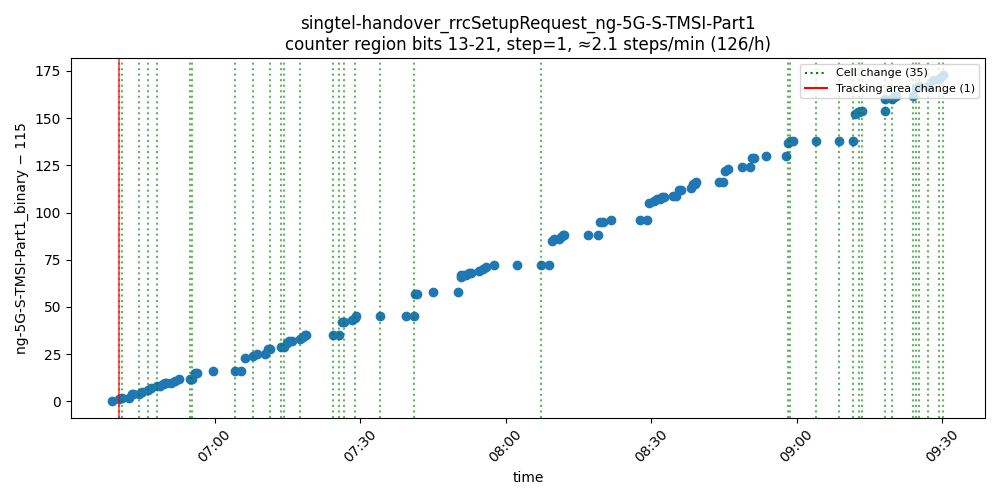 singtel-handover_rrcSetupRequest_ng-5G-S-TMSI-Part1
counter region bits 13-21, step=1, ≈2.1 steps/min (126/h)
ng-5G-S-TMSI-Part1_binary − 115
175
150
125
100
75
50
25
0
Cell change (35)
Tracking area change (1)
07:00
07:30
08:00
08:30
09:00
09:30
time